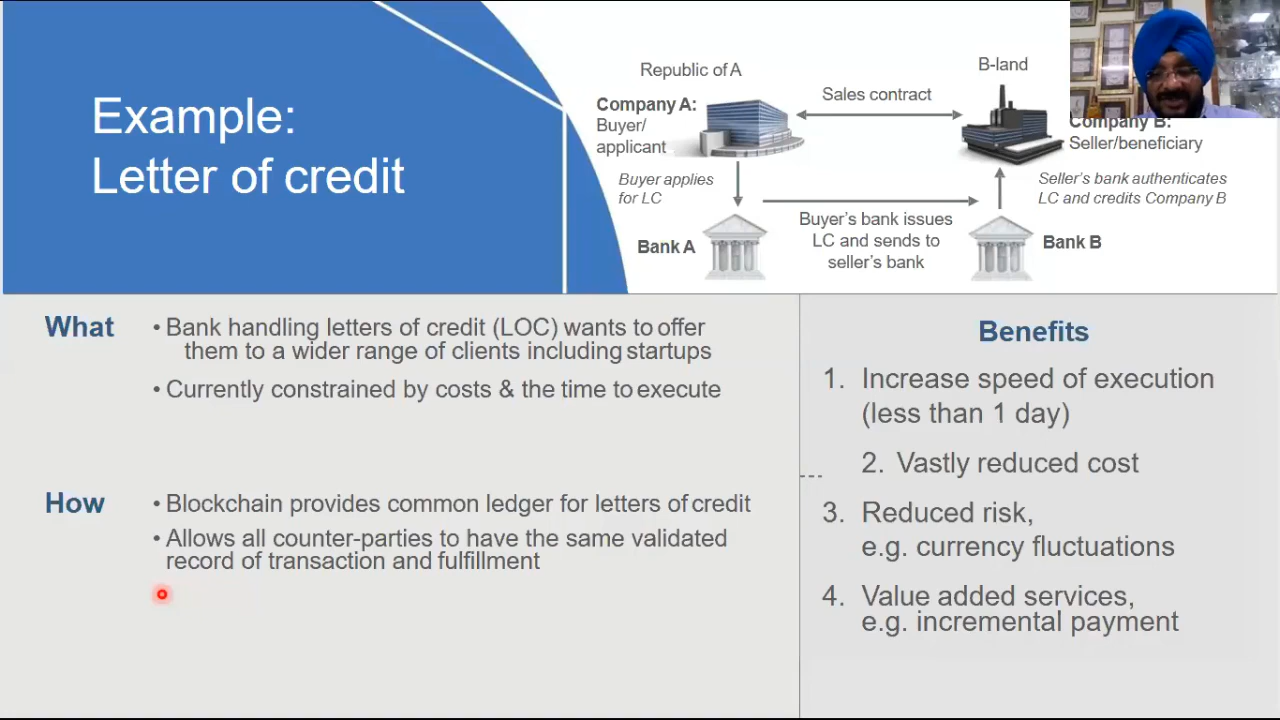 Example:
Letter of credit
Republic of A
B-land
Company A:
Buyer/
applicant
Sales contract
Company B:
Seller/beneficiary
Buyer applies
for LC
Seller's bank authenticates
LC and credits Company B
Bank A
Buyer's bank issues
LC and sends to
seller's bank
Bank B
What
• Bank handling letters of credit (LOC) wants to offer
them to a wider range of clients including startups
• Currently constrained by costs & the time to execute
How
• Blockchain provides common ledger for letters of credit
• Allows all counter-parties to have the same validated
record of transaction and fulfillment
Benefits
1. Increase speed of execution
(less than 1 day)
2. Vastly reduced cost
3. Reduced risk,
e.g. currency fluctuations
4. Value added services,
e.g. incremental payment